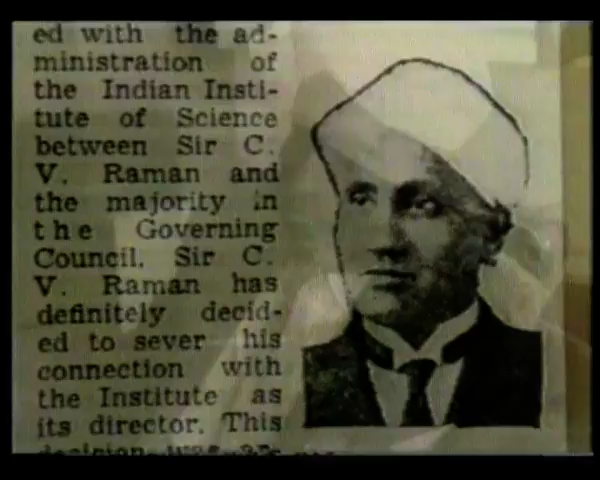 ed with the ad-
ministration of
the Indian Insti-
tute of Science
between Sir C.
V. Raman and
the majority in
the Governing
Council. Sir C.
V. Raman has
definitely decid-
ed to sever his
connection with
the Institute as
its director. This
decision was